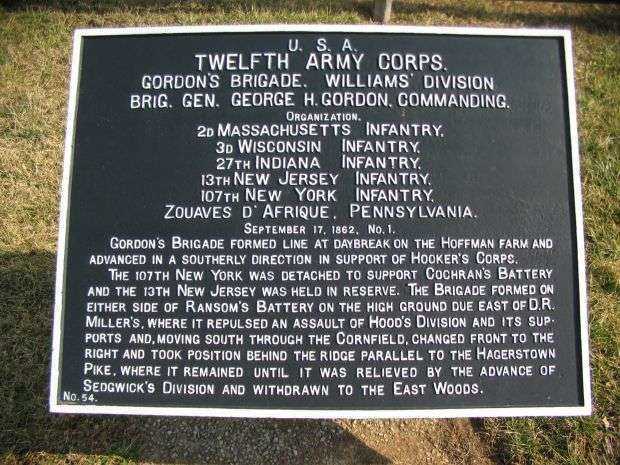 U. S. A.
TWELFTH ARMY CORPS.
GORDON'S BRIGADE. WILLIAMS' DIVISION
BRIG. GEN. GEORGE H. GORDON, COMMANDING.
ORGANIZATION.
2D MASSACHUSETTS INFANTRY,
3D WISCONSIN INFANTRY,
27TH INDIANA INFANTRY,
13TH NEW JERSEY INFANTRY,
107TH NEW YORK INFANTRY,
ZOUAVES D'AFRIQUE, PENNSYLVANIA.
SEPTEMBER 17, 1862, NO. 1.
GORDON'S BRIGADE FORMED LINE AT DAYBREAK ON THE HOFFMAN FARM AND
ADVANCED IN A SOUTHERLY DIRECTION IN SUPPORT OF HOOKER'S CORPS.
THE 107TH NEW YORK WAS DETACHED TO SUPPORT COCHRAN'S BATTERY
AND THE 13TH NEW JERSEY WAS HELD IN RESERVE. THE BRIGADE FORMED ON
EITHER SIDE OF RANSOM'S BATTERY ON THE HIGH GROUND DUE EAST OF D.R.
MILLER'S, WHERE IT REPULSED AN ASSAULT OF HOOD'S DIVISION AND ITS SUP-
PORTS AND, MOVING SOUTH THROUGH THE CORNFIELD, CHANGED FRONT TO THE
RIGHT AND TOOK POSITION BEHIND THE RIDGE PARALLEL TO THE HAGERSTOWN
PIKE, WHERE IT REMAINED UNTIL IT WAS RELIEVED BY THE ADVANCE OF
SEDGWICK'S DIVISION AND WITHDRAWN TO THE EAST WOODS.
NO. 54.